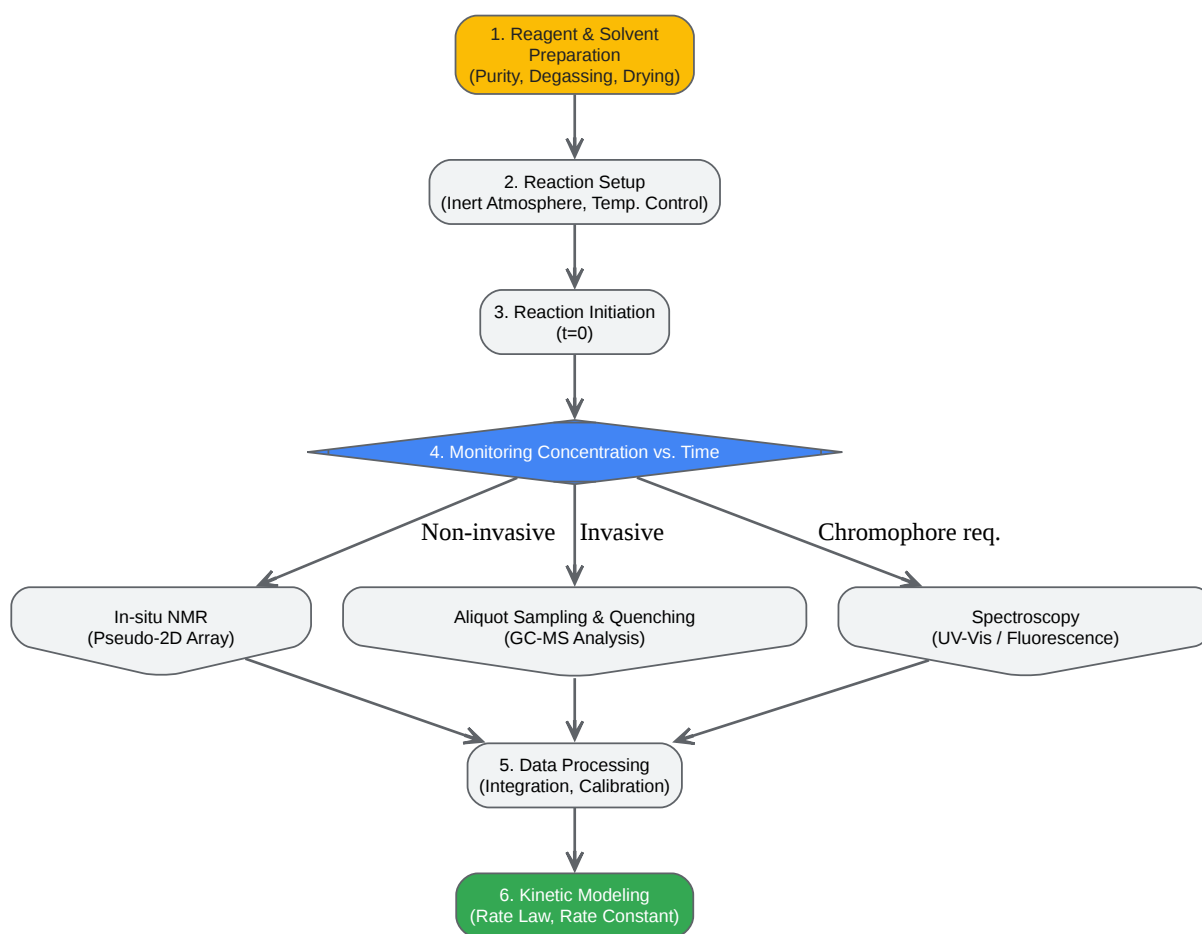 1. Reagent & Solvent
Preparation
(Purity, Degassing, Drying)
2. Reaction Setup
(Inert Atmosphere, Temp. Control)
3. Reaction Initiation
(t=0)
4. Monitoring Concentration vs. Time
Non-invasive
Invasive
Chromophore req.
In-situ NMR
(Pseudo-2D Array)
Aliquot Sampling & Quenching
(GC-MS Analysis)
Spectroscopy
(UV-Vis / Fluorescence)
5. Data Processing
(Integration, Calibration)
6. Kinetic Modeling
(Rate Law, Rate Constant)